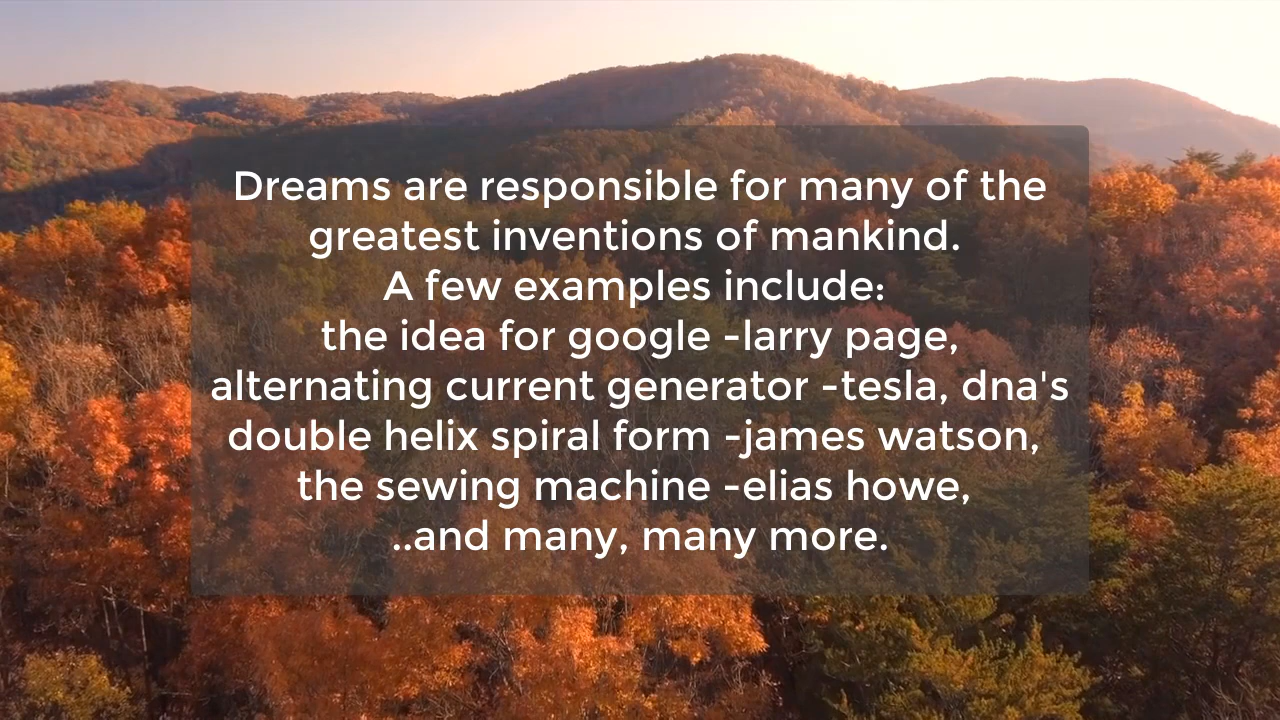 Dreams are responsible for many of the
greatest inventions of mankind.
A few examples include:
the idea for google -larry page,
alternating current generator -tesla, dna's
double helix spiral form -james watson,
the sewing machine -elias howe,
..and many, many more.